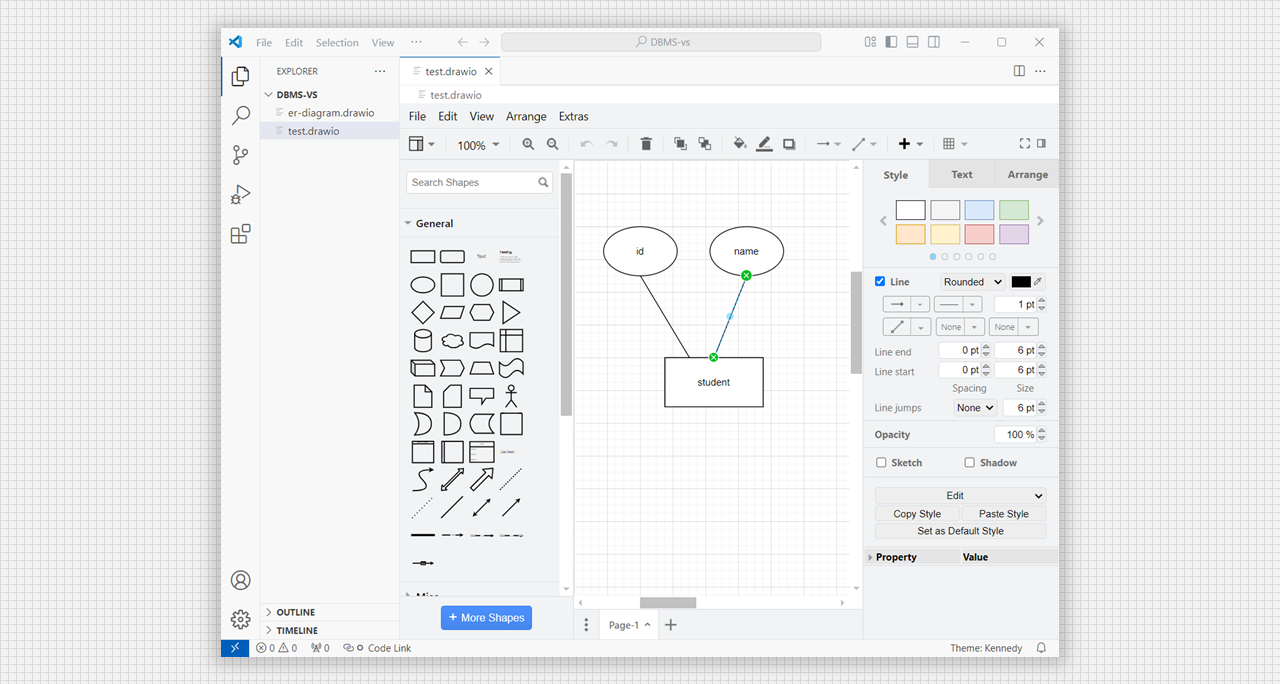 File Edit Selection View ··· DBMS-vs
EXPLORER ···
test.drawio
DBMS-VS
er-diagram.drawio
test.drawio
test.drawio
File Edit View Arrange Extras
100%
Search Shapes
General
Text
Heading
List Item
Misc
+ More Shapes
id
name
student
Page-1
Style Text Arrange
Line Rounded
1 pt
None None
Line end 0 pt 6 pt
Line start 0 pt 6 pt
Spacing Size
Line jumps None 6 pt
Opacity 100 %
Sketch Shadow
Edit
Copy Style Paste Style
Set as Default Style
Property Value
OUTLINE
TIMELINE
0 0 0 Code Link Theme: Kennedy